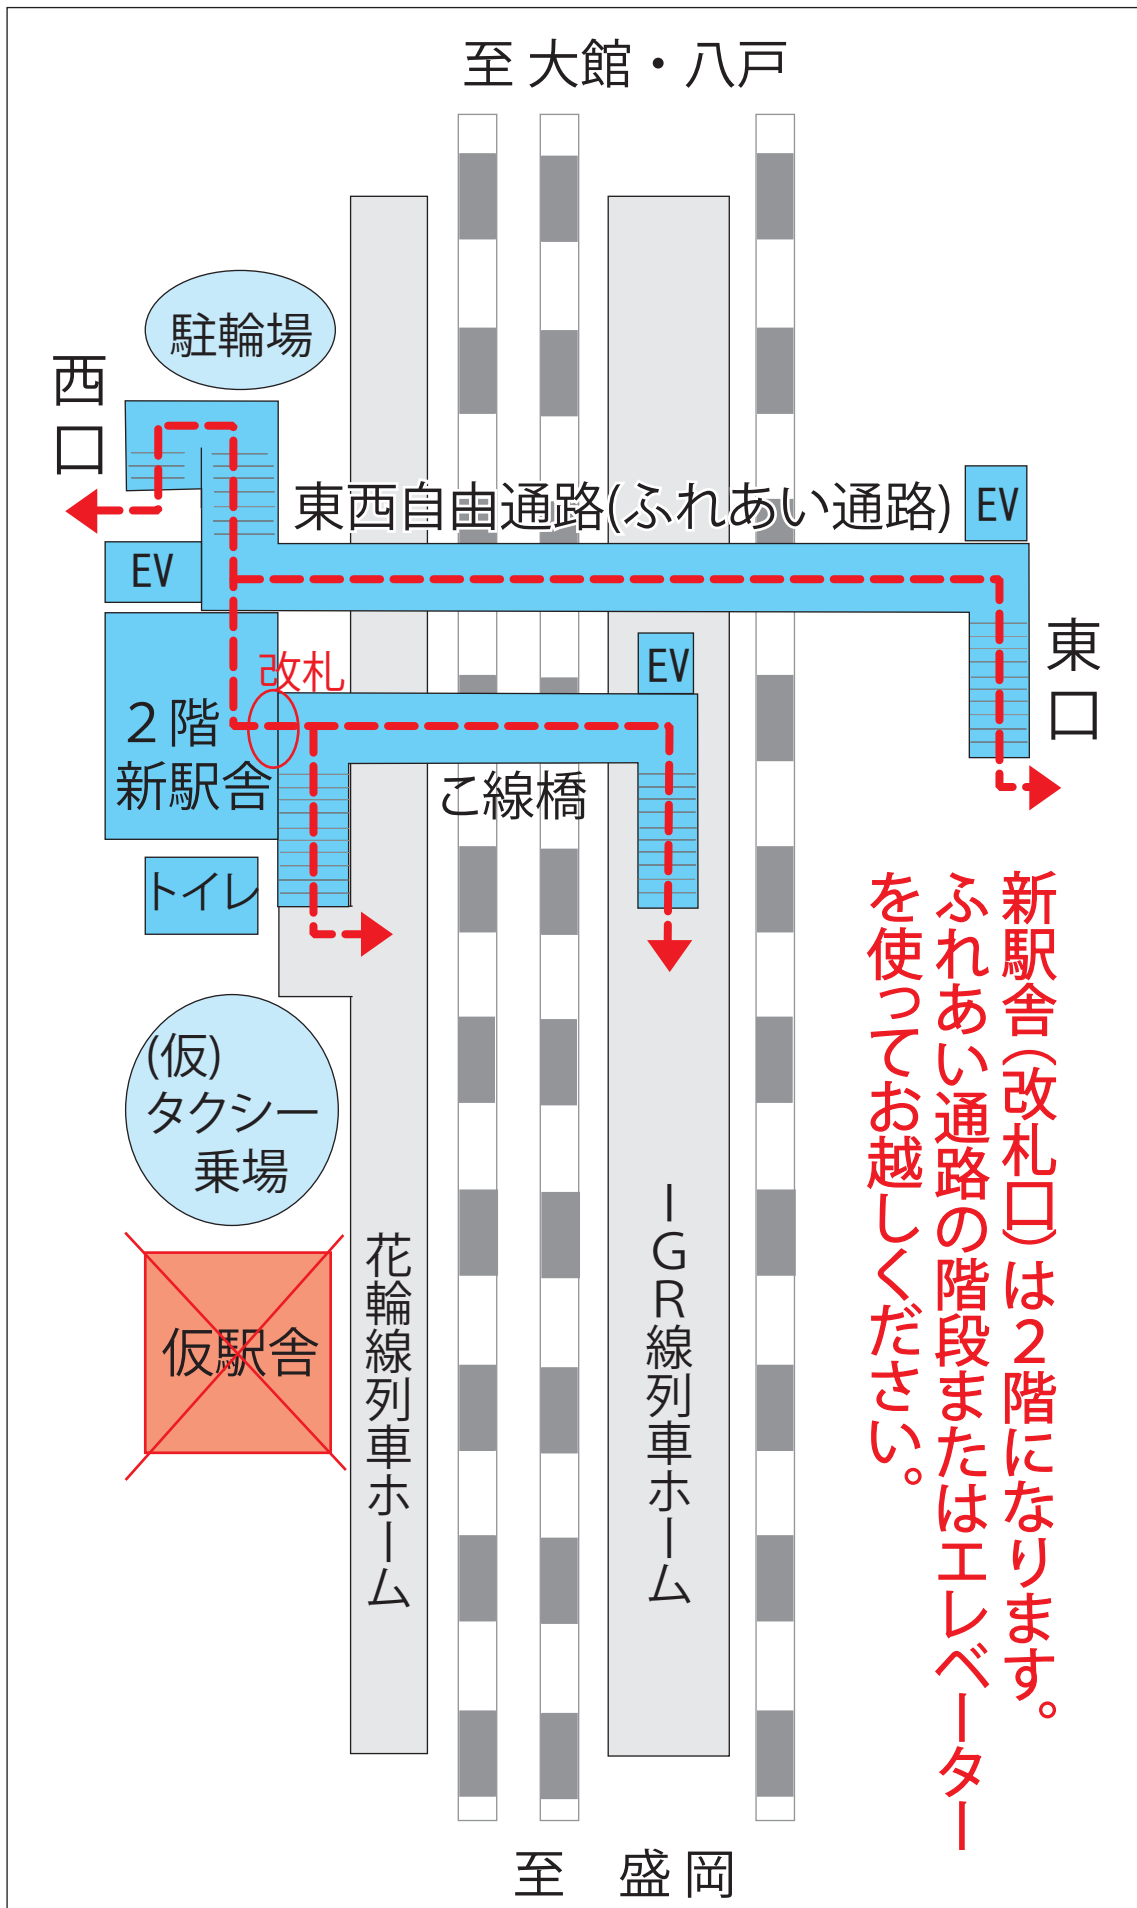 至 大館・八戸
駐輪場
西口
東西自由通路(ふれあい通路)
EV
EV
EV
東口
改札
2階
新駅舎
こ線橋
トイレ
新駅舎(改札口)は2階になります。
ふれあい通路の階段またはエレベーター
を使ってお越しください。
(仮)
タクシー
乗場
仮駅舎
花輪線列車ホーム
IGR線列車ホーム
至 盛岡